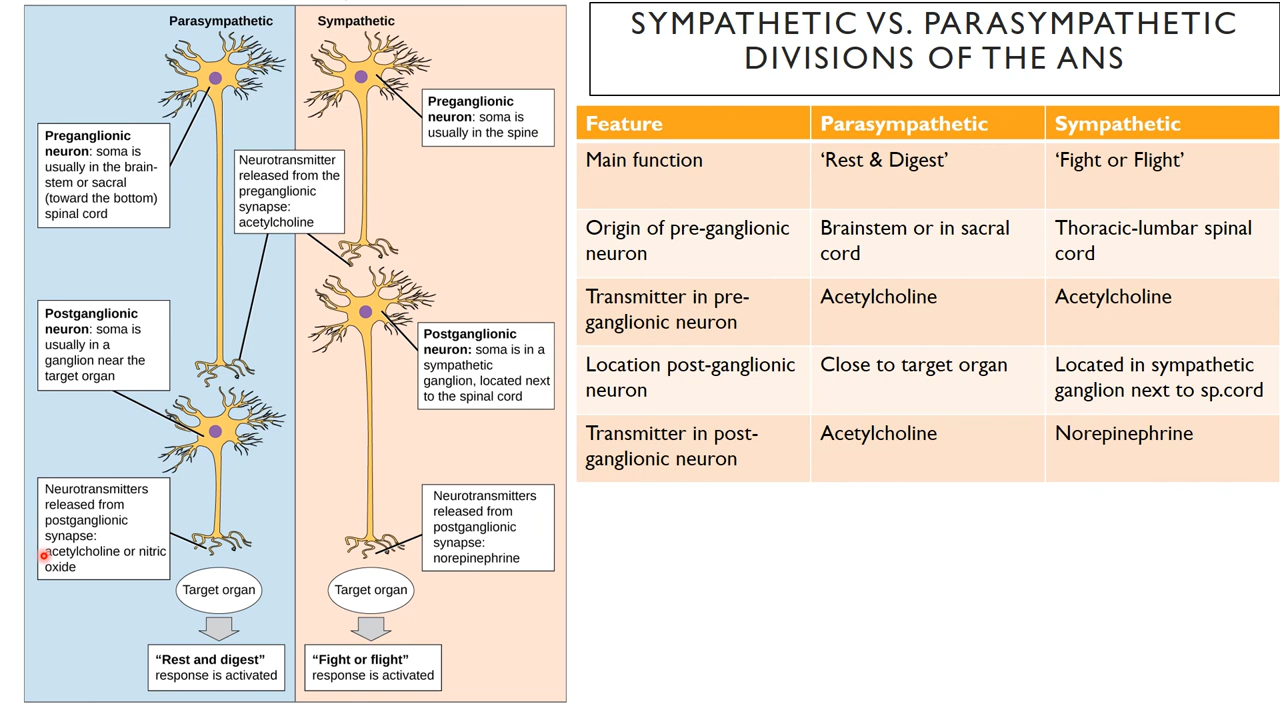 Parasympathetic
Sympathetic
Preganglionic
neuron: soma is
usually in the spine
Preganglionic
neuron: soma is
usually in the brain-
stem or sacral
(toward the bottom)
spinal cord
Neurotransmitter
released from the
preganglionic
synapse:
acetylcholine
Postganglionic
neuron: soma is
usually in a
ganglion near the
target organ
Postganglionic
neuron: soma is in a
sympathetic
ganglion, located next
to the spinal cord
Neurotransmitters
released from
postganglionic
synapse:
acetylcholine or nitric
oxide
Neurotransmitters
released from
postganglionic
synapse:
norepinephrine
Target organ
Target organ
“Rest and digest”
response is activated
“Fight or flight”
response is activated
SYMPATHETIC VS. PARASYMPATHETIC
DIVISIONS OF THE ANS
Feature Parasympathetic Sympathetic
Main function ‘Rest & Digest’ ‘Fight or Flight’
Origin of pre-ganglionic Brainstem or in sacral Thoracic-lumbar spinal
neuron cord cord
Transmitter in pre- Acetylcholine Acetylcholine
ganglionic neuron
Location post-ganglionic Close to target organ Located in sympathetic
neuron ganglion next to sp.cord
Transmitter in post- Acetylcholine Norepinephrine
ganglionic neuron